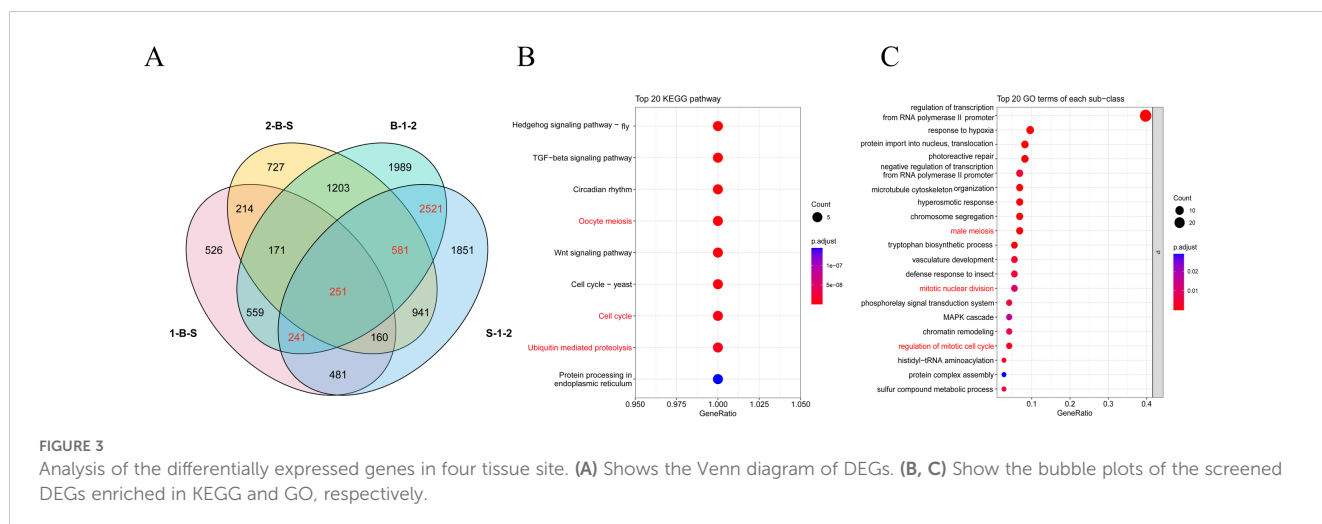 A
B
C
2-B-S
B-1-2
727
1989
1203
214
2521
526
171
581
1851
251
559
941
1-B-S
241
160
S-1-2
481
Top 20 KEGG pathway
Hedgehog signaling pathway − fly
TGF-beta signaling pathway
Circadian rhythm
Oocyte meiosis
Wnt signaling pathway
Cell cycle − yeast
Cell cycle
Ubiquitin mediated proteolysis
Protein processing in
endoplasmic reticulum
0.950
0.975
1.000
1.025
1.050
GeneRatio
Count
5
p.adjust
1e-07
5e-08
Top 20 GO terms of each sub-class
regulation of transcription
from RNA polymerase II promoter
response to hypoxia
protein import into nucleus, translocation
photoreactive repair
negative regulation of transcription
from RNA polymerase II promoter
microtubule cytoskeleton organization
hyperosmotic response
chromosome segregation
male meiosis
tryptophan biosynthetic process
vasculature development
defense response to insect
mitotic nuclear division
phosphorelay signal transduction system
MAPK cascade
chromatin remodeling
regulation of mitotic cell cycle
histidyl−tRNA aminoacylation
protein complex assembly
sulfur compound metabolic process
0.1
0.2
0.3
0.4
GeneRatio
Count
10
20
p.adjust
0.02
0.01
FIGURE 3
Analysis of the differentially expressed genes in four tissue site. (A) Shows the Venn diagram of DEGs. (B, C) Show the bubble plots of the screened
DEGs enriched in KEGG and GO, respectively.